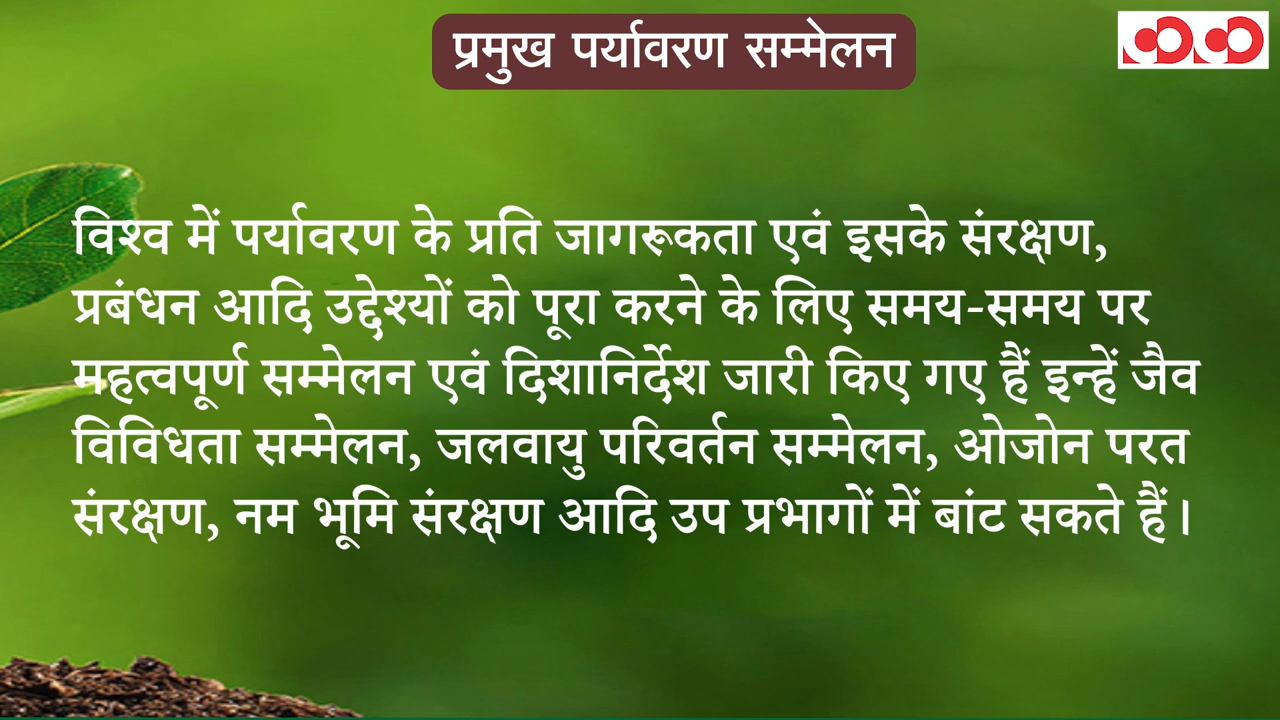 प्रमुख पर्यावरण सम्मेलन
विश्व में पर्यावरण के प्रति जागरूकता एवं इसके संरक्षण,
प्रबंधन आदि उद्देश्यों को पूरा करने के लिए समय-समय पर
महत्वपूर्ण सम्मेलन एवं दिशानिर्देश जारी किए गए हैं इन्हें जैव
विविधता सम्मेलन, जलवायु परिवर्तन सम्मेलन, ओजोन परत
संरक्षण, नम भूमि संरक्षण आदि उप प्रभागों में बांट सकते हैं।